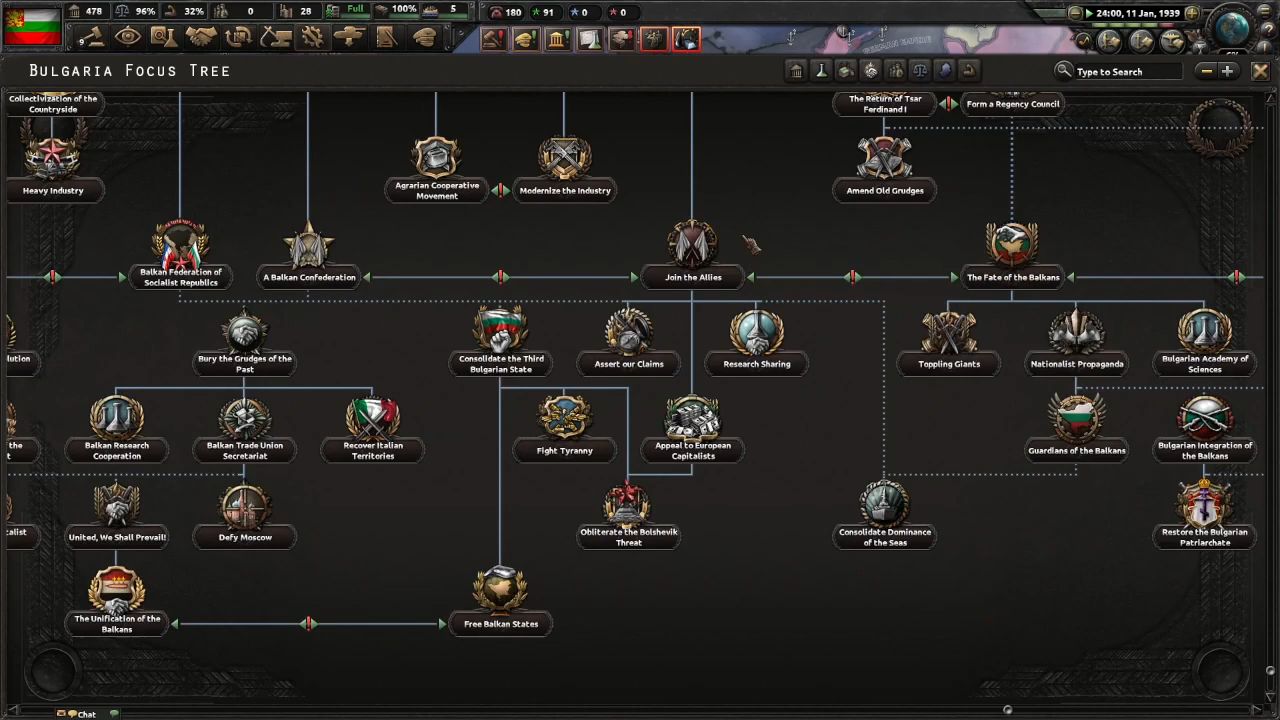 478 96% 32% 0 28 Full 100% 5 180 91 0 0 24:00, 11 Jan, 1939
9
BULGARIA FOCUS TREE
Type to Search
Collectivization of the
Countryside
The Return of Tsar
Ferdinand I
Form a Regency Council
Heavy Industry
Agrarian Cooperative
Movement
Modernize the Industry
Amend Old Grudges
Balkan Federation of
Socialist Republics
A Balkan Confederation
Join the Allies
The Fate of the Balkans
lution
Bury the Grudges of the
Past
Consolidate the Third
Bulgarian State
Assert our Claims
Research Sharing
Toppling Giants
Nationalist Propaganda
Bulgarian Academy of
Sciences
the
t
Balkan Research
Cooperation
Balkan Trade Union
Secretariat
Recover Italian
Territories
Fight Tyranny
Appeal to European
Capitalists
Guardians of the Balkans
Bulgarian Integration of
the Balkans
talist
United, We Shall Prevail!
Defy Moscow
Obliterate the Bolshevik
Threat
Consolidate Dominance
of the Seas
Restore the Bulgarian
Patriarchate
The Unification of the
Balkans
Free Balkan States
Chat